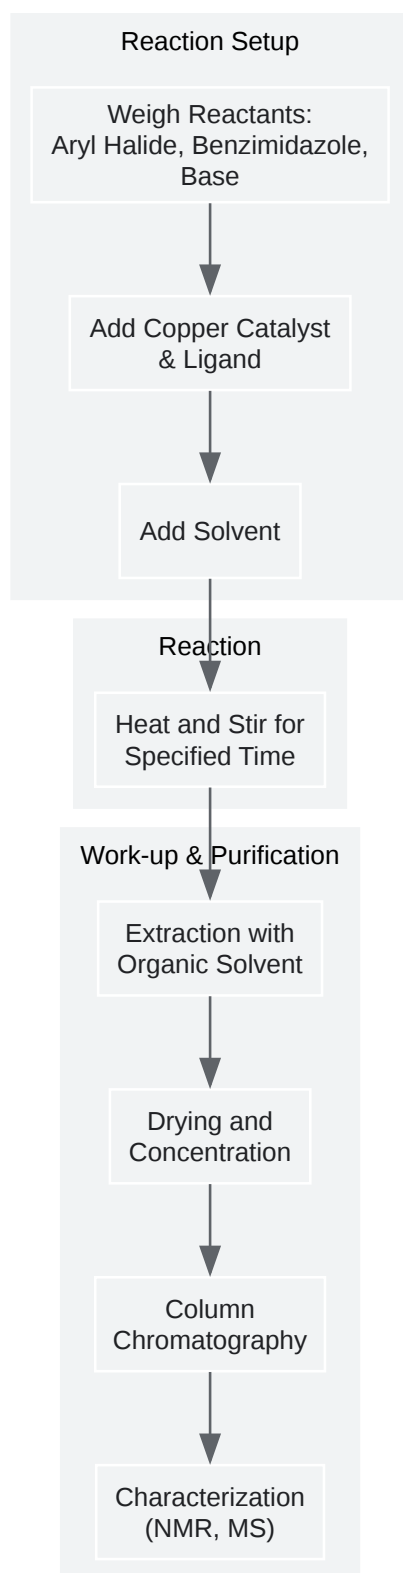 Reaction Setup
Weigh Reactants:
Aryl Halide, Benzimidazole,
Base
Add Copper Catalyst
& Ligand
Add Solvent
Reaction
Heat and Stir for
Specified Time
Work-up & Purification
Extraction with
Organic Solvent
Drying and
Concentration
Column
Chromatography
Characterization
(NMR, MS)